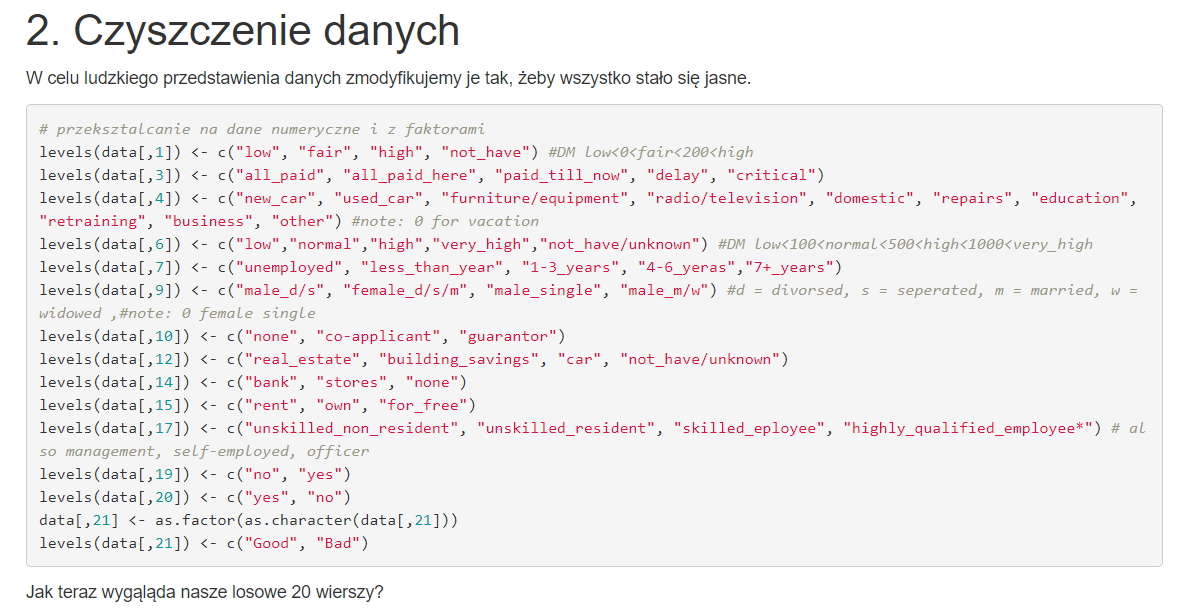 2. Czyszczenie danych
W celu ludzkiego przedstawienia danych zmodyfikujemy je tak, żeby wszystko stało się jasne.
# przeksztalcanie na dane numeryczne i z faktorami
levels(data[,1]) <- c("low", "fair", "high", "not_have") #DM low<0<fair<200<high
levels(data[,3]) <- c("all_paid", "all_paid_here", "paid_till_now", "delay", "critical")
levels(data[,4]) <- c("new_car", "used_car", "furniture/equipment", "radio/television", "domestic", "repairs", "education",
"retraining", "business", "other") #note: 0 for vacation
levels(data[,6]) <- c("low","normal","high","very_high","not_have/unknown") #DM low<100<normal<500<high<1000<very_high
levels(data[,7]) <- c("unemployed", "less_than_year", "1-3_years", "4-6_yeras","7+_years")
levels(data[,9]) <- c("male_d/s", "female_d/s/m", "male_single", "male_m/w") #d = divorsed, s = seperated, m = married, w =
widowed ,#note: 0 female single
levels(data[,10]) <- c("none", "co-applicant", "guarantor")
levels(data[,12]) <- c("real_estate", "building_savings", "car", "not_have/unknown")
levels(data[,14]) <- c("bank", "stores", "none")
levels(data[,15]) <- c("rent", "own", "for_free")
levels(data[,17]) <- c("unskilled_non_resident", "unskilled_resident", "skilled_eployee", "highly_qualified_employee*") # al
so management, self-employed, officer
levels(data[,19]) <- c("no", "yes")
levels(data[,20]) <- c("yes", "no")
data[,21] <- as.factor(as.character(data[,21]))
levels(data[,21]) <- c("Good", "Bad")
Jak teraz wygąląda nasze losowe 20 wierszy?